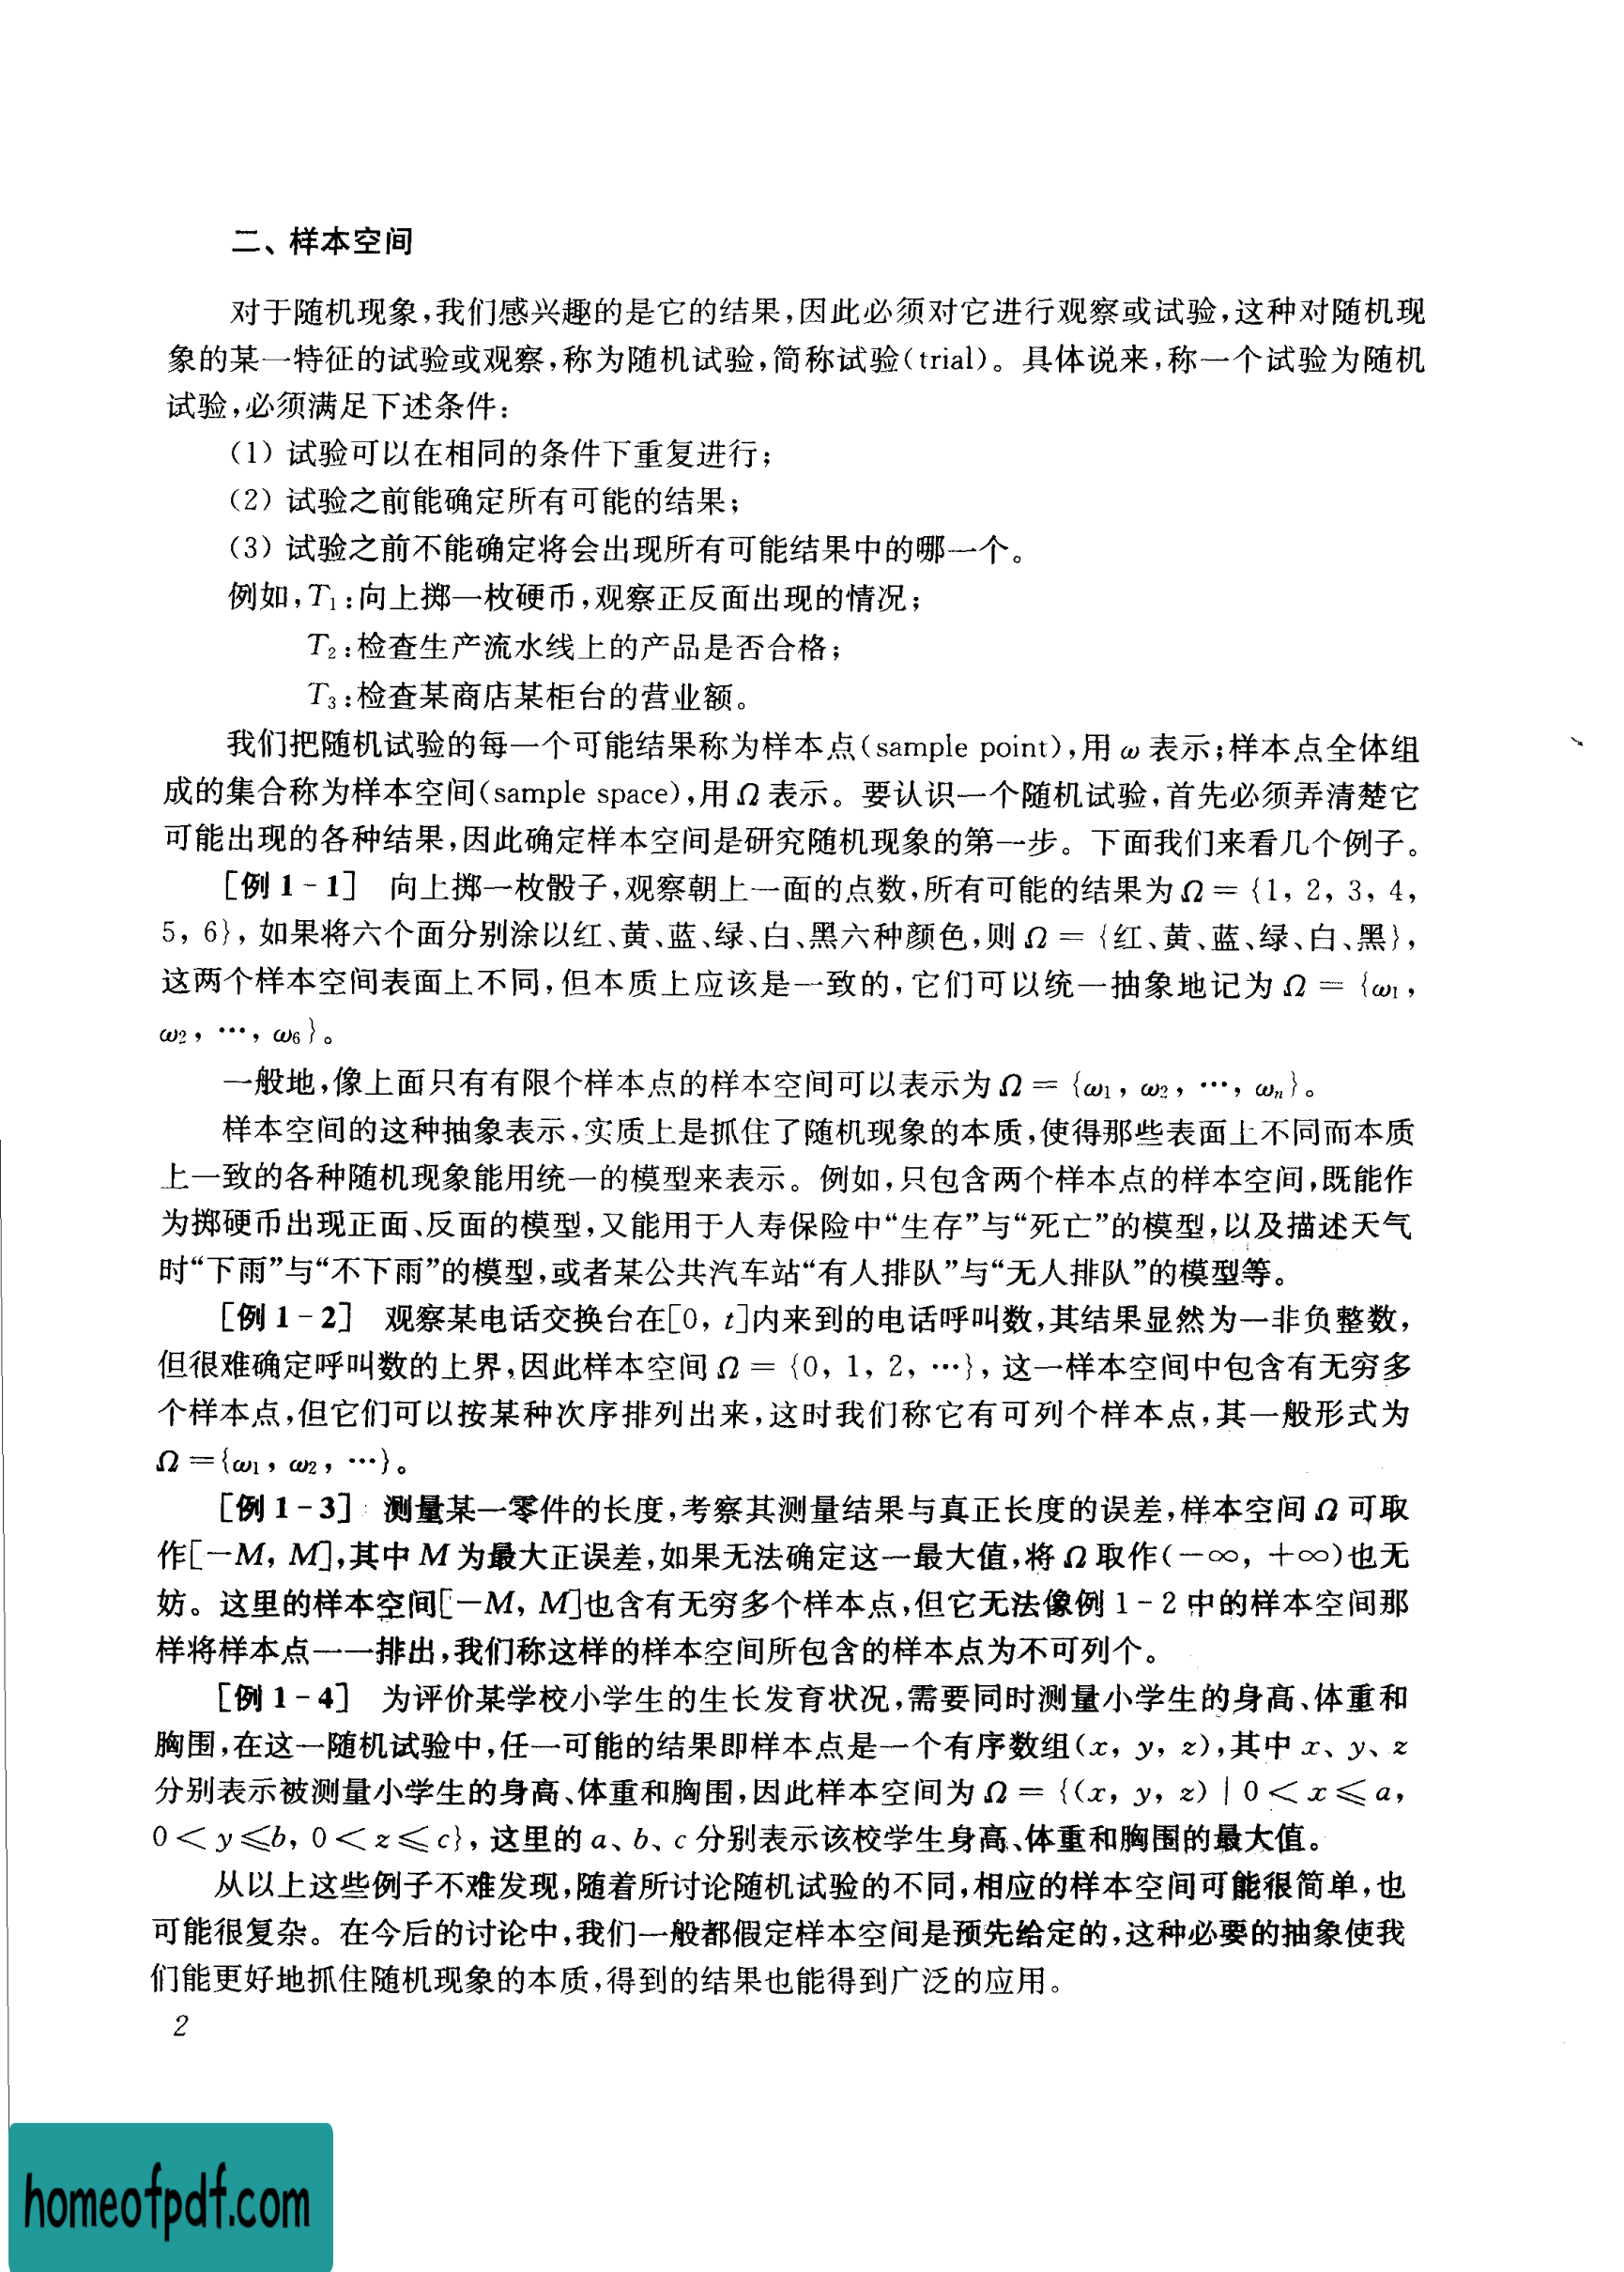 二、样本空间
对于随机现象,我们感兴趣的是它的结果,因此必须对它进行观察或试验,这种对随机现
象的某一特征的试验或观察,称为随机试验,简称试验(trial)。具体说来,称一个试验为随机
试验,必须满足下述条件:
(1) 试验可以在相同的条件下重复进行;
(2) 试验之前能确定所有可能的结果;
(3) 试验之前不能确定将会出现所有可能结果中的哪一个。
例如,T₁:向上掷一枚硬币,观察正反面出现的情况;
T₂:检查生产流水线上的产品是否合格;
T₃:检查某商店某柜台的营业额。
我们把随机试验的每一个可能结果称为样本点(sample point),用 ω 表示;样本点全体组
成的集合称为样本空间(sample space),用 Ω 表示。要认识一个随机试验,首先必须弄清楚它
可能出现的各种结果,因此确定样本空间是研究随机现象的第一步。下面我们来看几个例子。
[例 1-1] 向上掷一枚骰子,观察朝上一面的点数,所有可能的结果为 Ω = {1, 2, 3, 4,
5, 6},如果将六个面分别涂以红、黄、蓝、绿、白、黑六种颜色,则 Ω = {红、黄、蓝、绿、白、黑},
这两个样本空间表面上不同,但本质上应该是一致的,它们可以统一抽象地记为 Ω = {ω₁,
ω₂, …, ω₆}。
一般地,像上面只有有限个样本点的样本空间可以表示为 Ω = {ω₁, ω₂, …, ωₙ}。
样本空间的这种抽象表示,实质上是抓住了随机现象的本质,使得那些表面上不同而本质
上一致的各种随机现象能用统一的模型来表示。例如,只包含两个样本点的样本空间,既能作
为掷硬币出现正面、反面的模型,又能用于人寿保险中“生存”与“死亡”的模型,以及描述天气
时“下雨”与“不下雨”的模型,或者某公共汽车站“有人排队”与“无人排队”的模型等。
[例 1-2] 观察某电话交换台在[0, t]内来到的电话呼叫数,其结果显然为一非负整数,
但很难确定呼叫数的上界,因此样本空间 Ω = {0, 1, 2, …},这一样本空间中包含有无穷多
个样本点,但它们可以按某种次序排列出来,这时我们称它有可列个样本点,其一般形式为
Ω = {ω₁, ω₂, …}。
[例 1-3] 测量某一零件的长度,考察其测量结果与真正长度的误差,样本空间 Ω 可取
作[-M, M],其中 M 为最大正误差,如果无法确定这一最大值,将 Ω 取作(-∞, +∞)也无
妨。这里的样本空间[-M, M]也含有无穷多个样本点,但它无法像例 1-2 中的样本空间那
样将样本点一一排出,我们称这样的样本空间所包含的样本点为不可列个。
[例 1-4] 为评价某学校小学生的生长发育状况,需要同时测量小学生的身高、体重和
胸围,在这一随机试验中,任一可能的结果即样本点是一个有序数组(x, y, z),其中 x、y、z
分别表示被测量小学生的身高、体重和胸围,因此样本空间为 Ω = {(x, y, z) | 0 < x ≤ a,
0 < y ≤ b, 0 < z ≤ c},这里的 a、b、c 分别表示该校学生身高、体重和胸围的最大值。
从以上这些例子不难发现,随着所讨论随机试验的不同,相应的样本空间可能很简单,也
可能很复杂。在今后的讨论中,我们一般都假定样本空间是预先给定的,这种必要的抽象使我
们能更好地抓住随机现象的本质,得到的结果也能得到广泛的应用。
2
homeofpdf.com